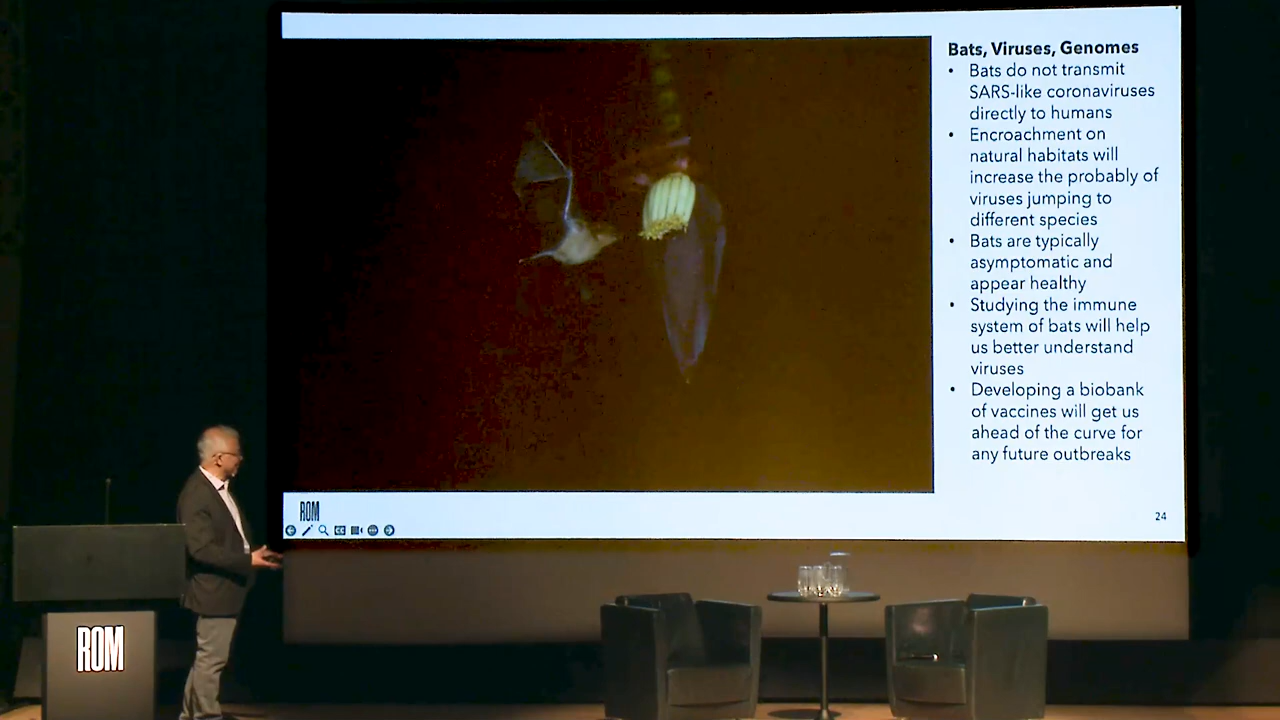 Bats, Viruses, Genomes
• Bats do not transmit
SARS-like coronaviruses
directly to humans
• Encroachment on
natural habitats will
increase the probably of
viruses jumping to
different species
• Bats are typically
asymptomatic and
appear healthy
• Studying the immune
system of bats will help
us better understand
viruses
• Developing a biobank
of vaccines will get us
ahead of the curve for
any future outbreaks
ROM
24
ROM